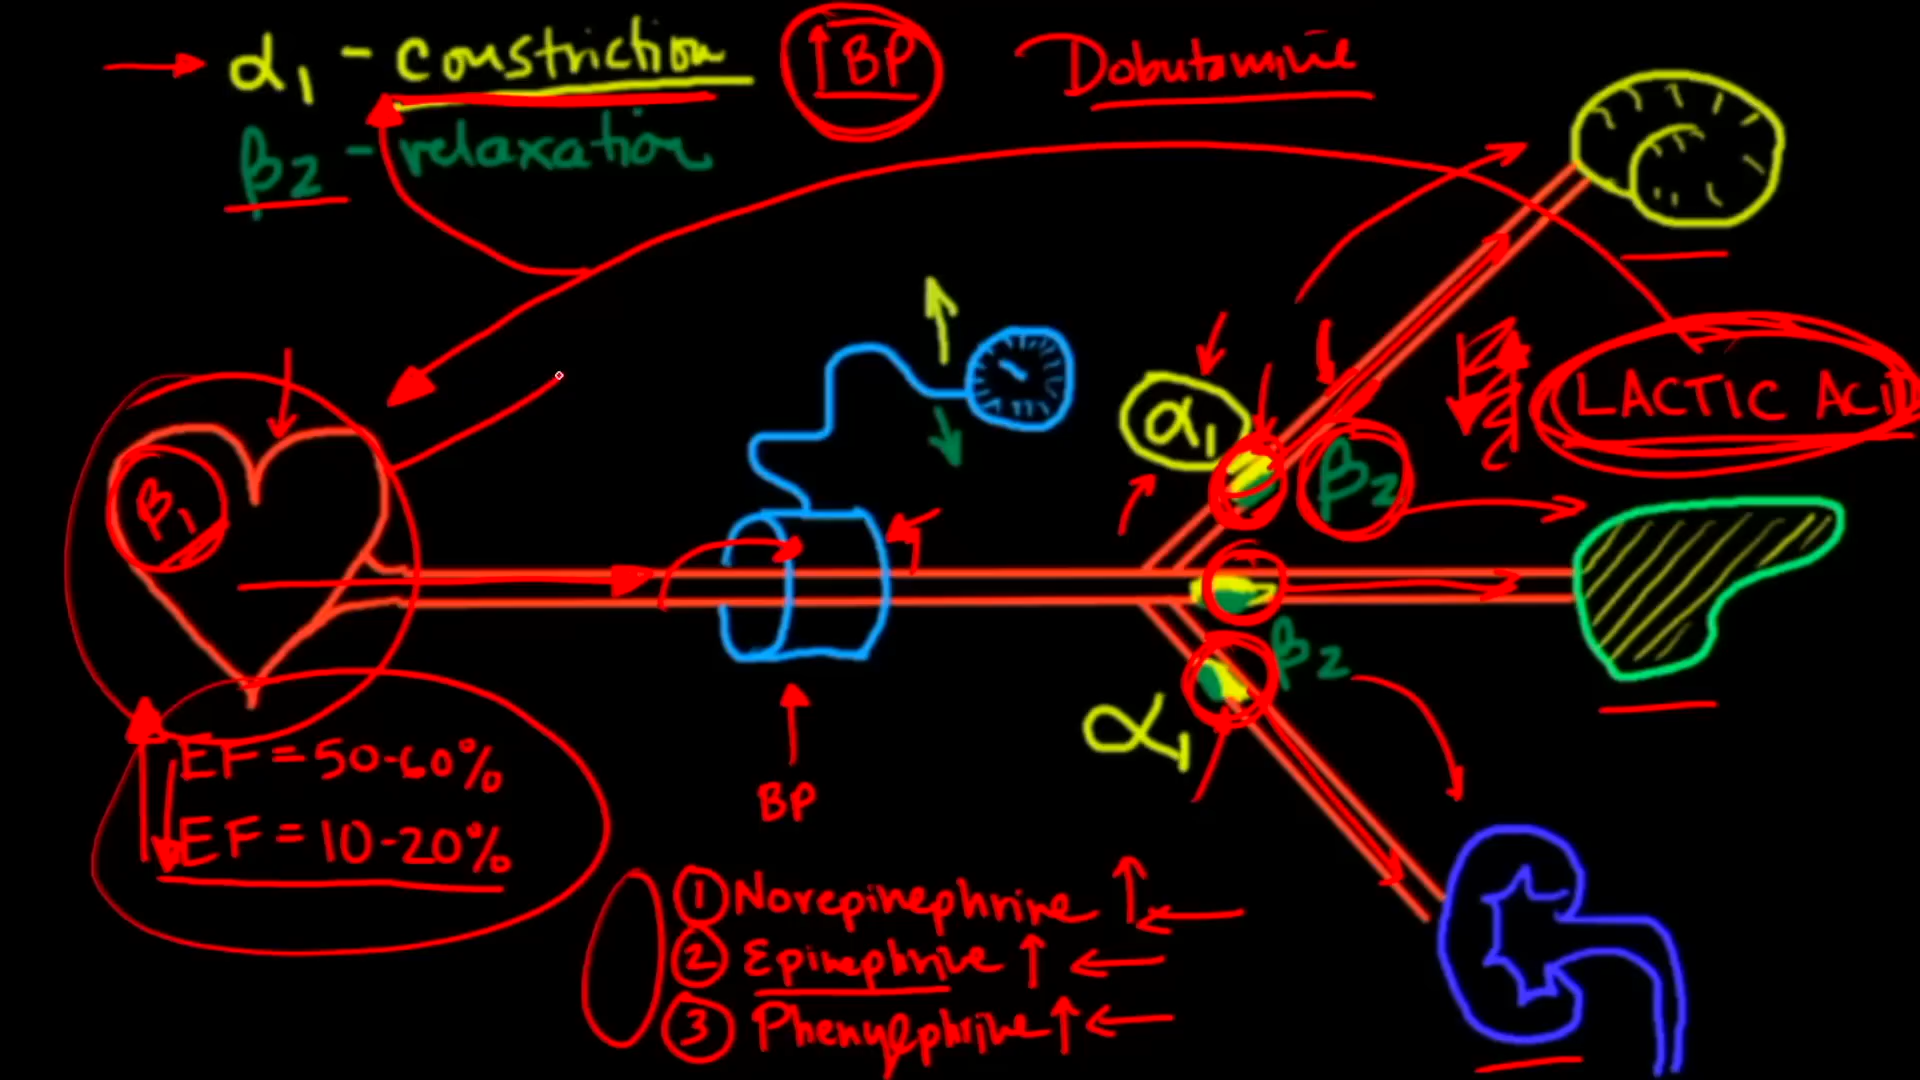 α1 - constriction
↑BP
Dobutamine
β2 - relaxation
LACTIC ACID
α1
β2
β1
β2
α1
EF = 50-60%
EF = 10-20%
BP
① Norepinephrine ↑ ←
② Epinephrine ↑ ←
③ Phenylephrine ↑ ←